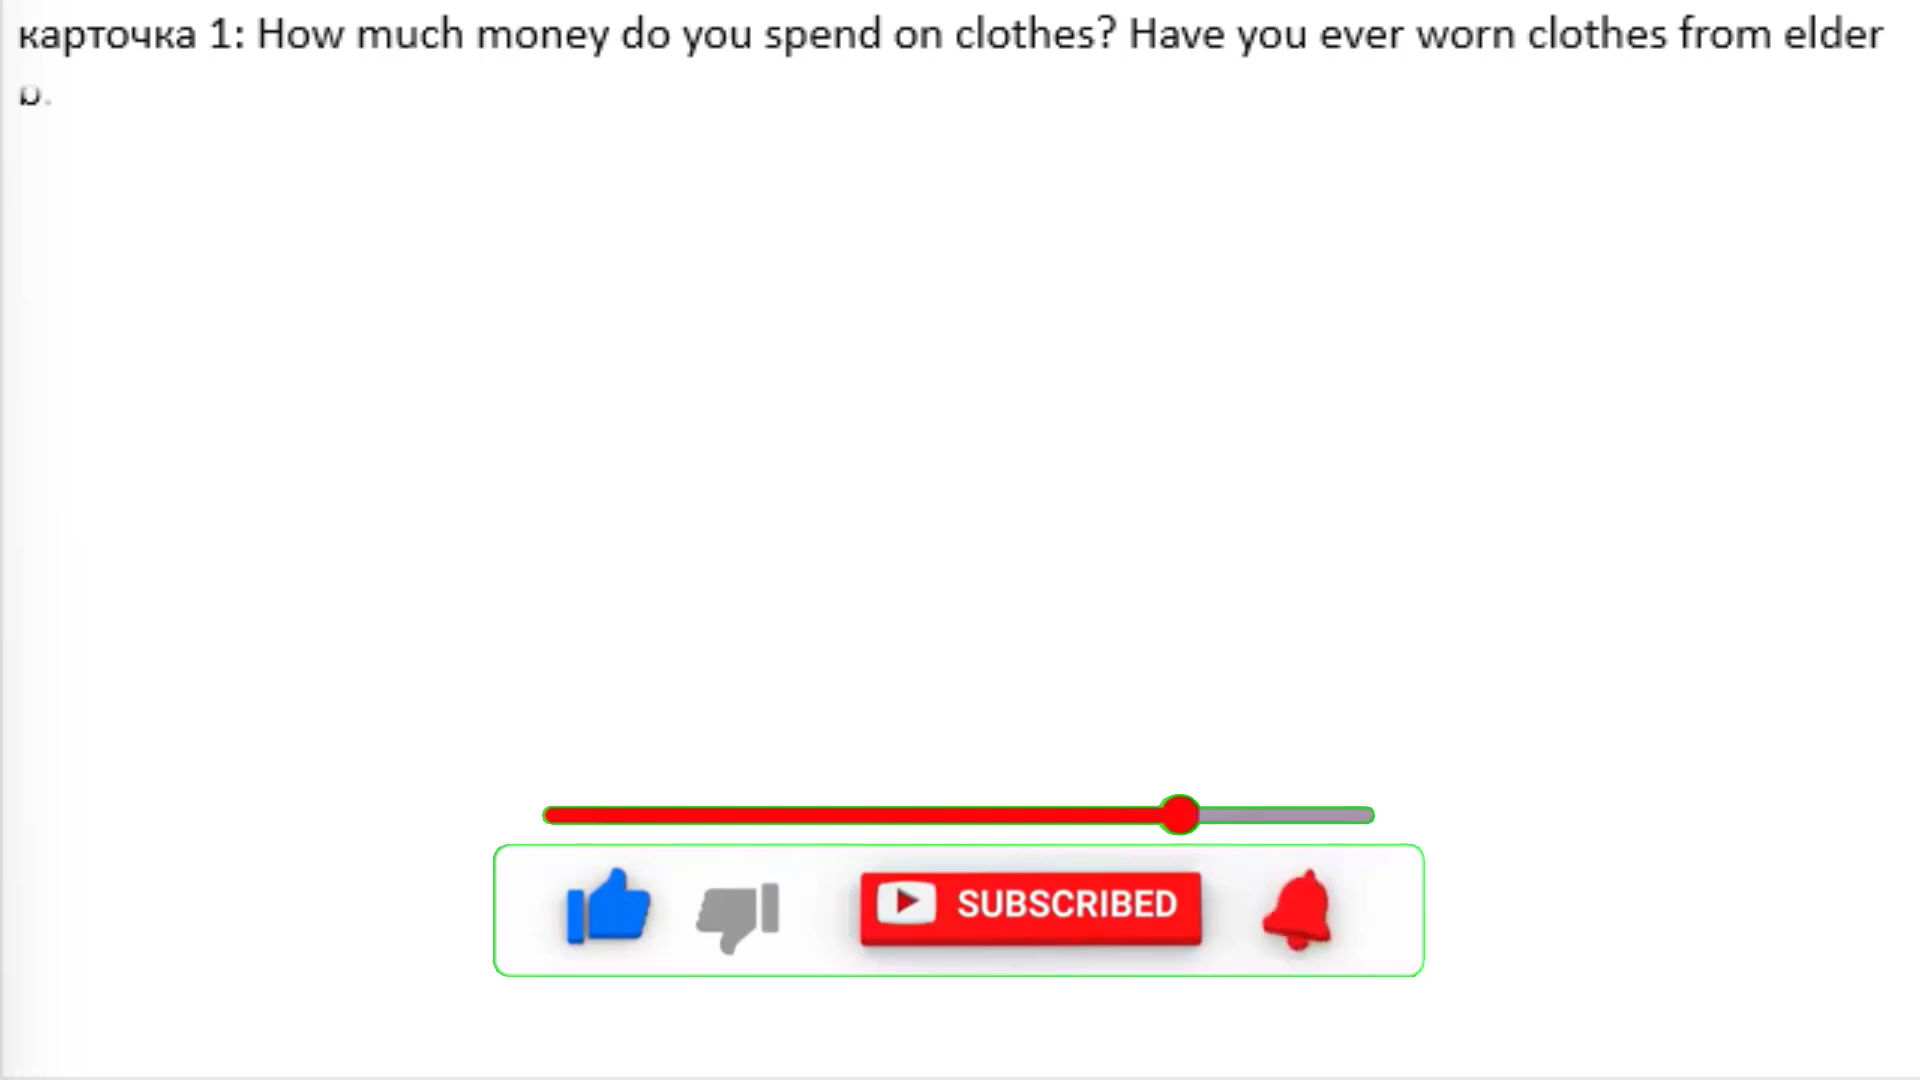 карточка 1: How much money do you spend on clothes? Have you ever worn clothes from elder
SUBSCRIBED